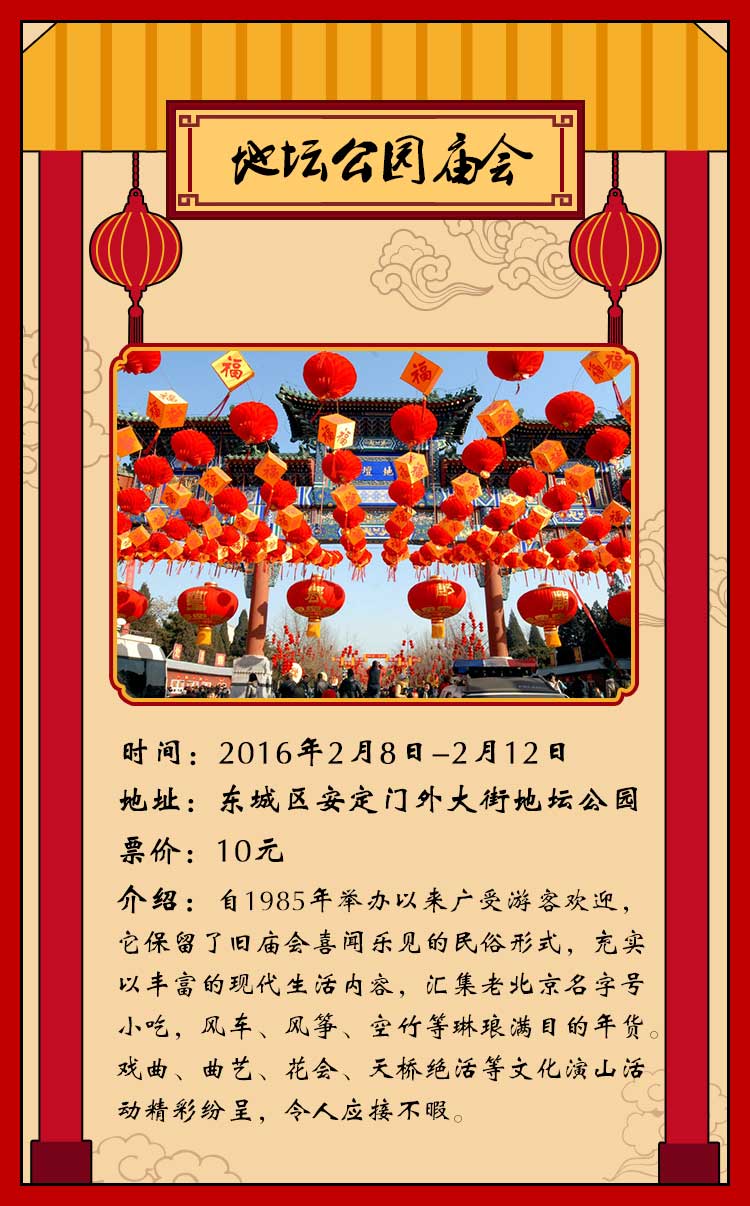 地坛公园庙会
福
福
福
福
福
地壇
时间：2016年2月8日-2月12日
地址：东城区安定门外大街地坛公园
票价：10元
介绍：自1985年举办以来广受游客欢迎，
它保留了旧庙会喜闻乐见的民俗形式，充实
以丰富的现代生活内容，汇集老北京名字号
小吃，风车、风筝、空竹等琳琅满目的年货。
戏曲、曲艺、花会、天桥绝活等文化演山活
动精彩纷呈，令人应接不暇。